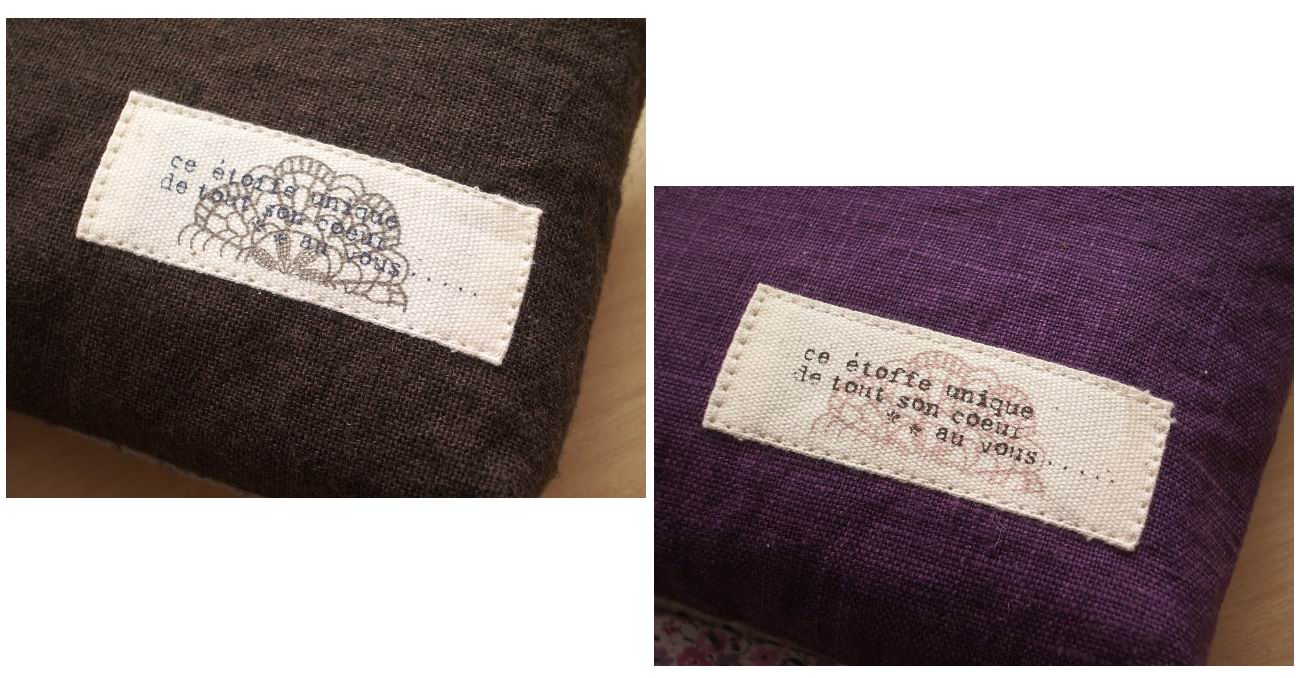 ce étoffe unique
de tout son coeur
* * au vous.....
ce étoffe unique
de tout son coeur
* * au vous.....